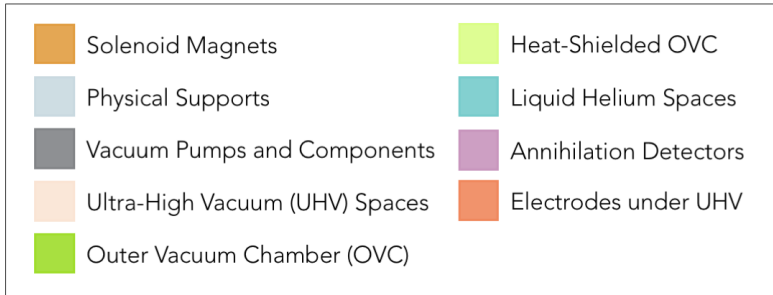 Solenoid Magnets
Physical Supports
Vacuum Pumps and Components
Ultra-High Vacuum (UHV) Spaces
Outer Vacuum Chamber (OVC)
Heat-Shielded OVC
Liquid Helium Spaces
Annihilation Detectors
Electrodes under UHV